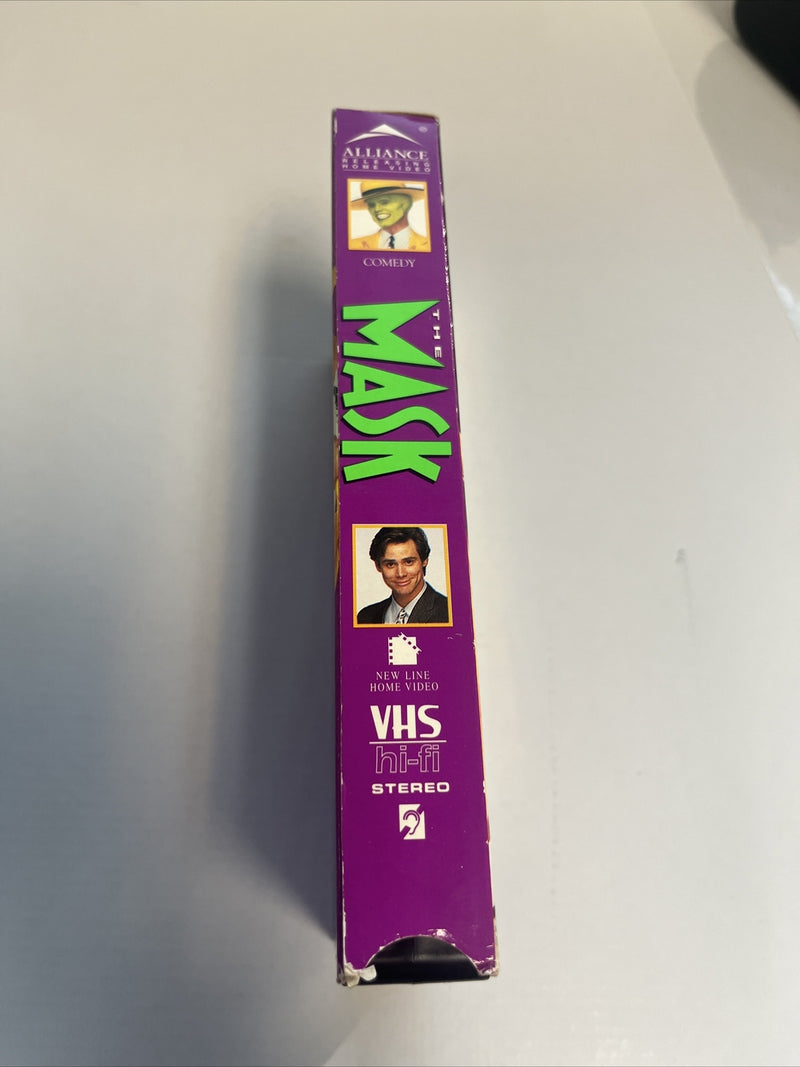 ALLIANCE
RELEASING
HOME VIDEO
®
COMEDY
THE
MASK
NEW LINE
HOME VIDEO
VHS
hi-fi
STEREO